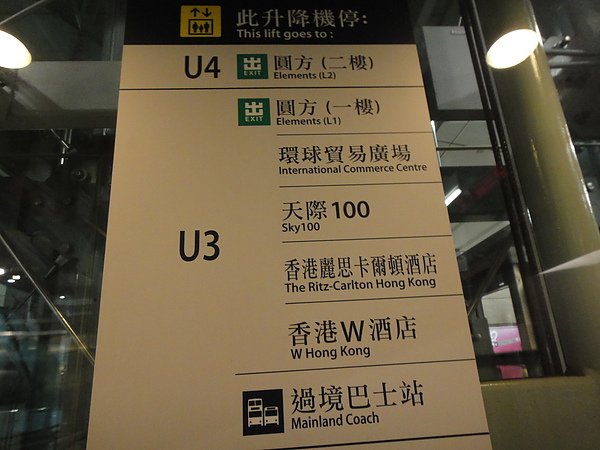 此升降機停:
This lift goes to :
U4 出 EXIT 圓方 (二樓)
Elements (L2)
出 EXIT 圓方 (一樓)
Elements (L1)
環球貿易廣場
International Commerce Centre
U3
天際100
Sky100
香港麗思卡爾頓酒店
The Ritz-Carlton Hong Kong
香港W酒店
W Hong Kong
過境巴士站
Mainland Coach